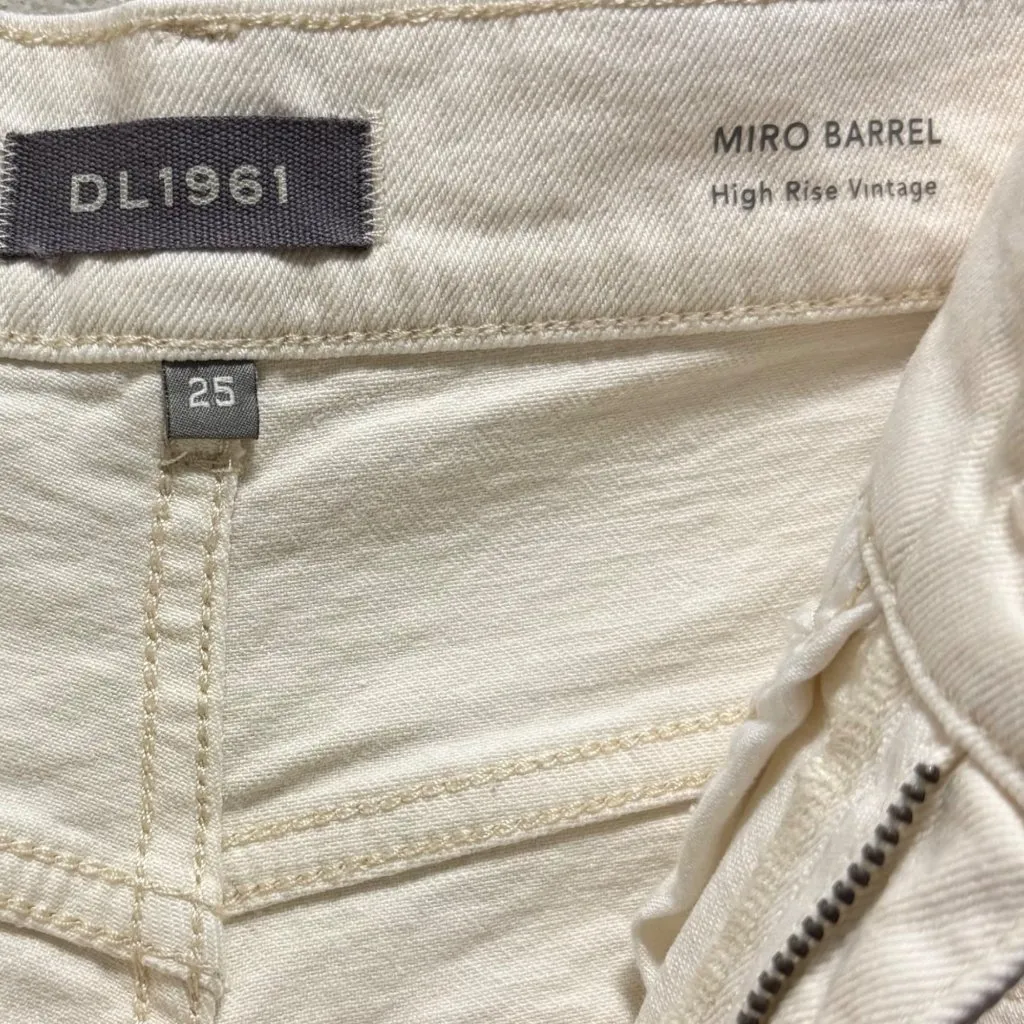 DL1961
MIRO BARREL
High Rise Vintage
25